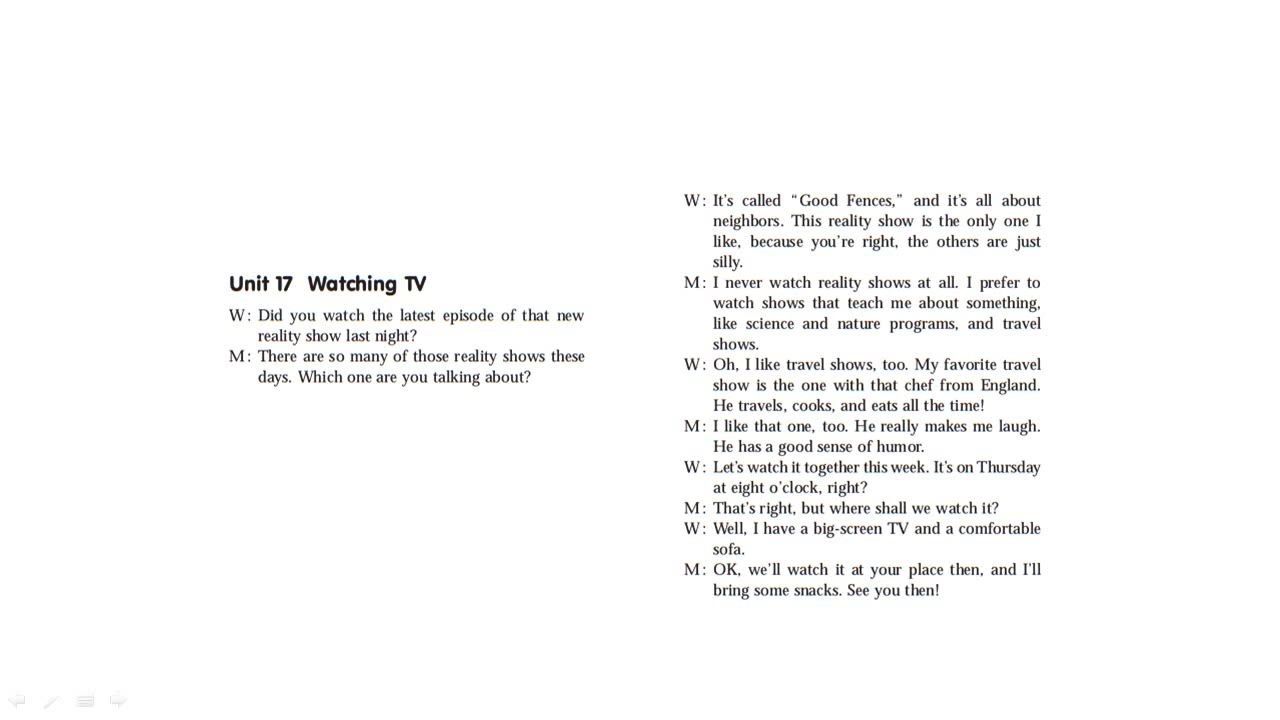 Unit 17 Watching TV
W: Did you watch the latest episode of that new
reality show last night?
M: There are so many of those reality shows these
days. Which one are you talking about?
W: It's called “Good Fences,” and it's all about
neighbors. This reality show is the only one I
like, because you're right, the others are just
silly.
M: I never watch reality shows at all. I prefer to
watch shows that teach me about something,
like science and nature programs, and travel
shows.
W: Oh, I like travel shows, too. My favorite travel
show is the one with that chef from England.
He travels, cooks, and eats all the time!
M: I like that one, too. He really makes me laugh.
He has a good sense of humor.
W: Let's watch it together this week. It's on Thursday
at eight o'clock, right?
M: That's right, but where shall we watch it?
W: Well, I have a big-screen TV and a comfortable
sofa.
M: OK, we'll watch it at your place then, and I'll
bring some snacks. See you then!